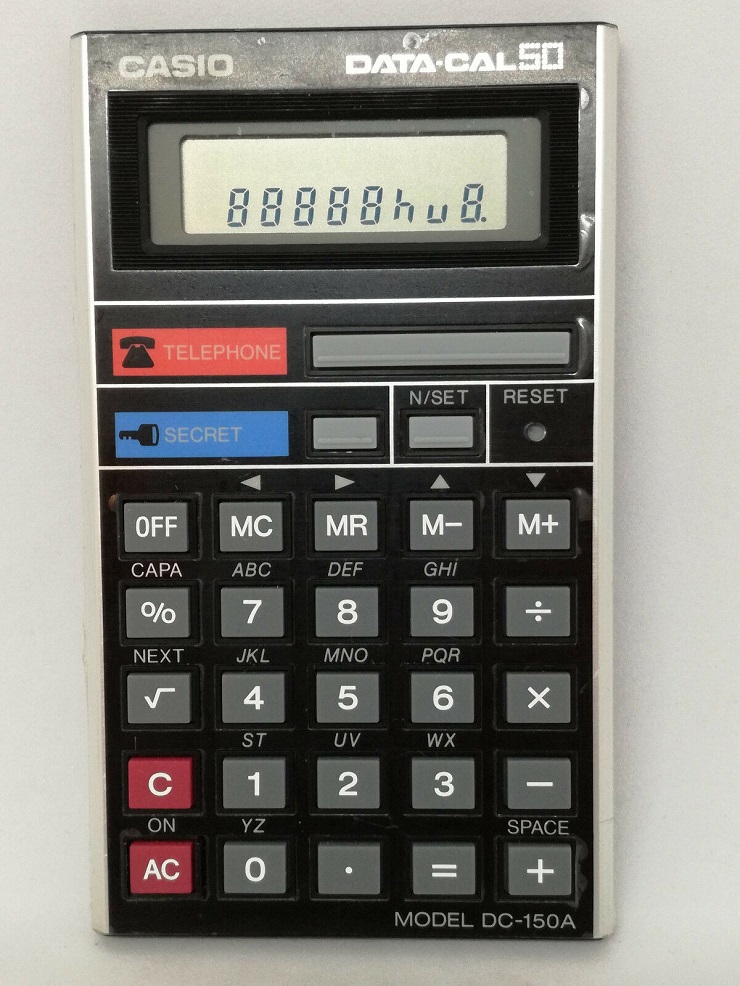 CASIO DATA-CAL 50
88888hu8.
TELEPHONE
N/SET RESET
SECRET
◀ ▶ ▲ ▼
OFF MC MR M− M+
CAPA ABC DEF GHI
% 7 8 9 ÷
NEXT JKL MNO PQR
√ 4 5 6 ×
ST UV WX
C 1 2 3 −
ON YZ SPACE
AC 0 · = +
MODEL DC-150A